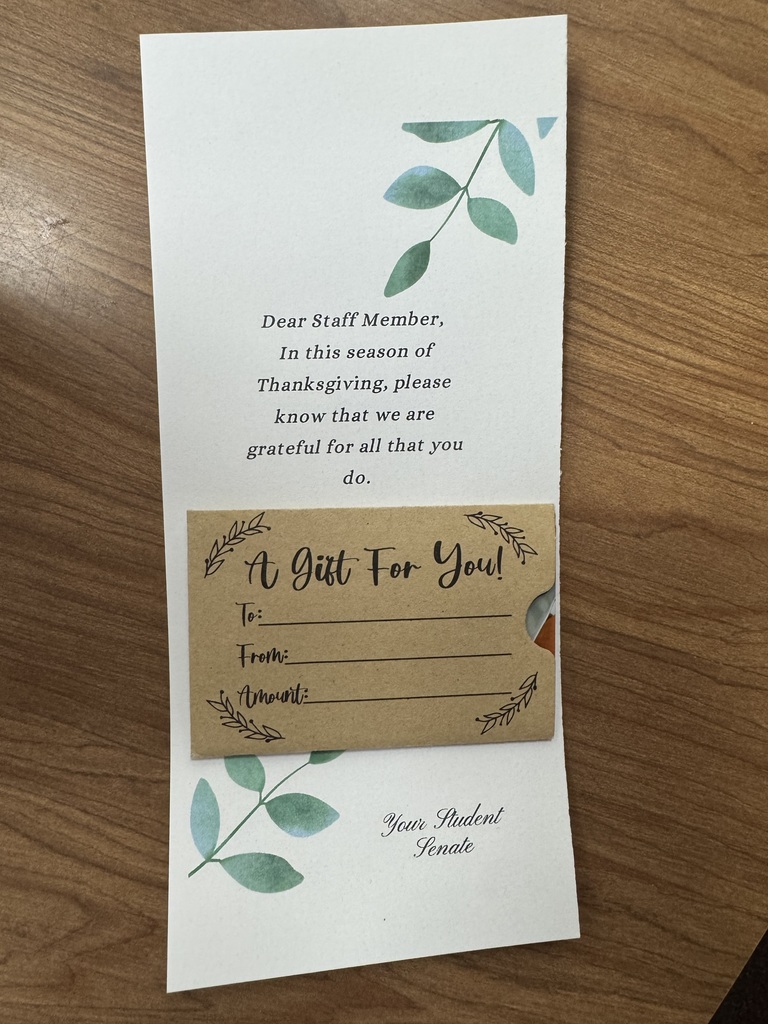 Dear Staff Member,
In this season of
Thanksgiving, please
know that we are
grateful for all that you
do.
A Gift For You!
To:
From:
Amount:
Your Student
Senate